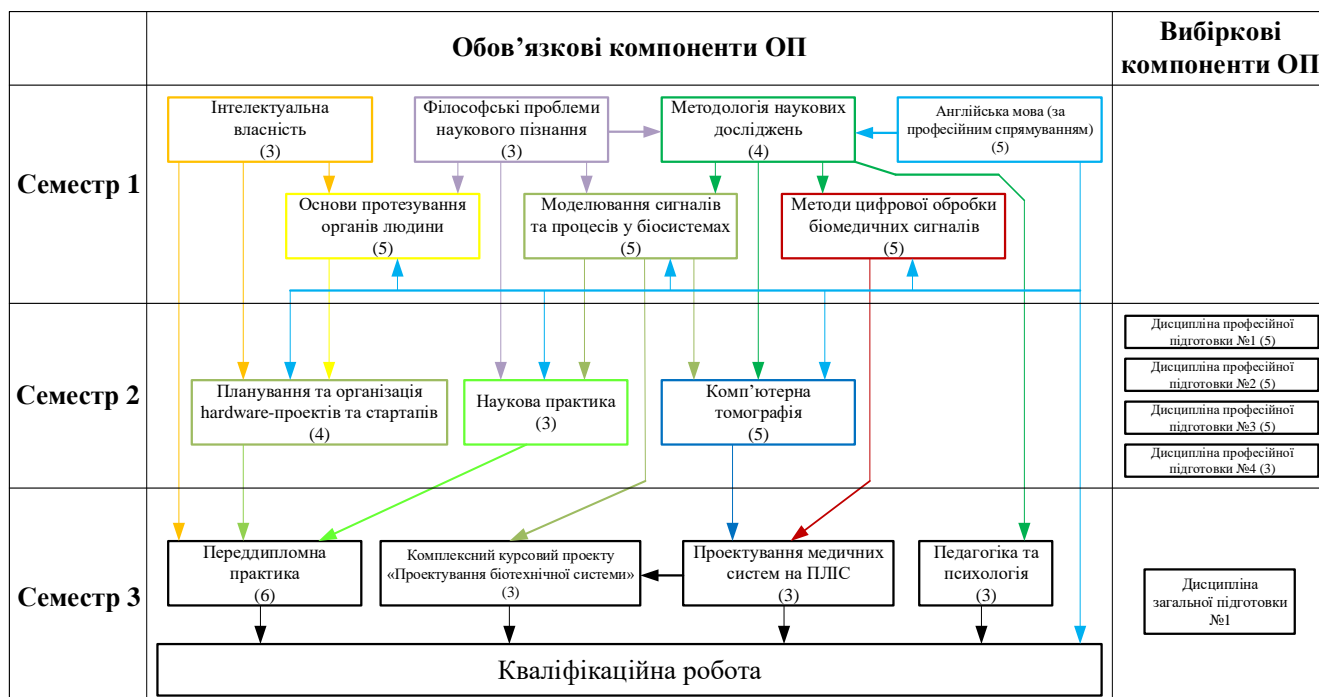 Обов’язкові компоненти ОП
Вибіркові
компоненти ОП
Семестр 1
Інтелектуальна
власність
(3)
Філософські проблеми
наукового пізнання
(3)
Методологія наукових
досліджень
(4)
Англійська мова (за
професійним спрямуванням)
(5)
Основи протезування
органів людини
(5)
Моделювання сигналів
та процесів у біосистемах
(5)
Методи цифрової обробки
біомедичних сигналів
(5)
Семестр 2
Планування та організація
hardware-проектів та стартапів
(4)
Наукова практика
(3)
Комп’ютерна
томографія
(5)
Дисципліна професійної
підготовки №1 (5)
Дисципліна професійної
підготовки №2 (5)
Дисципліна професійної
підготовки №3 (5)
Дисципліна професійної
підготовки №4 (3)
Семестр 3
Переддипломна
практика
(6)
Комплексний курсовий проекту
«Проектування біотехнічної системи»
(3)
Проектування медичних
систем на ПЛІС
(3)
Педагогіка та
психологія
(3)
Дисципліна
загальної підготовки
№1
Кваліфікаційна робота